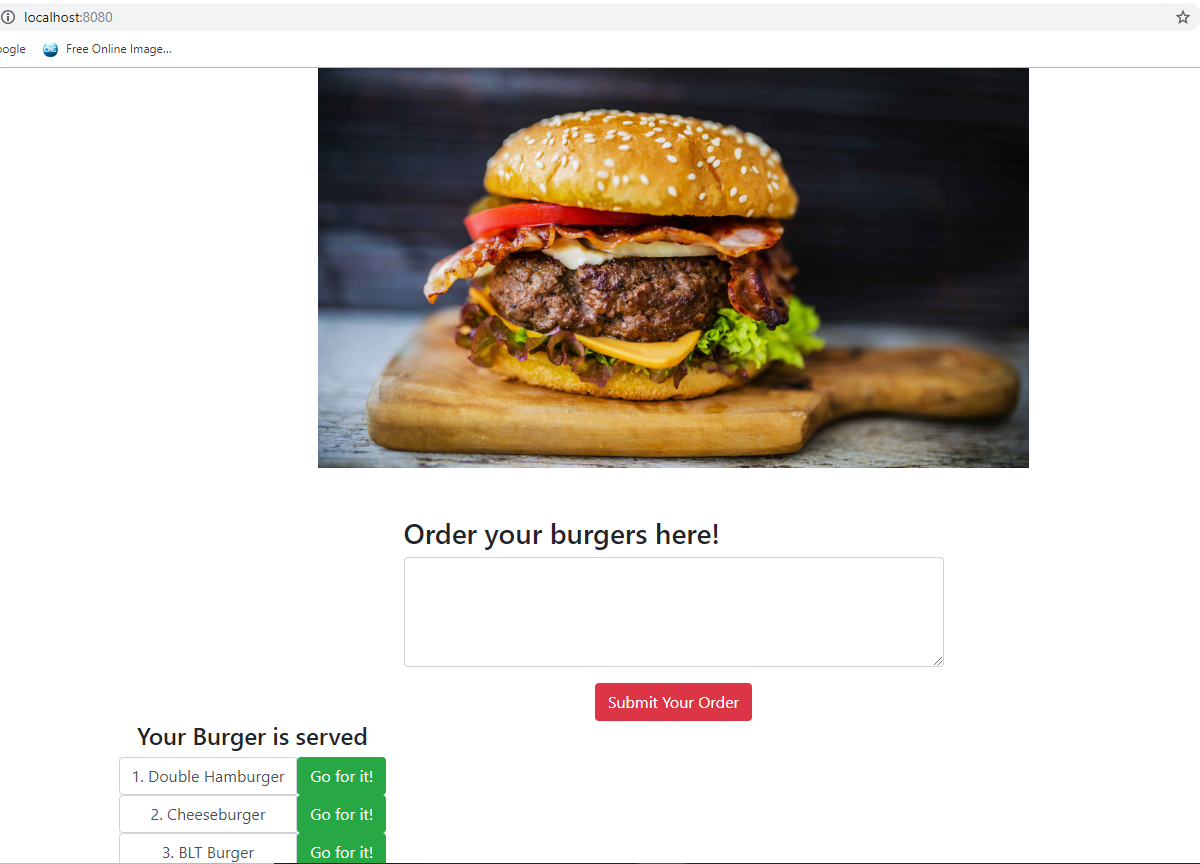 localhost:8080
oogle Free Online Image...
Order your burgers here!
Submit Your Order
Your Burger is served
1. Double Hamburger Go for it!
2. Cheeseburger Go for it!
3. BLT Burger Go for it!